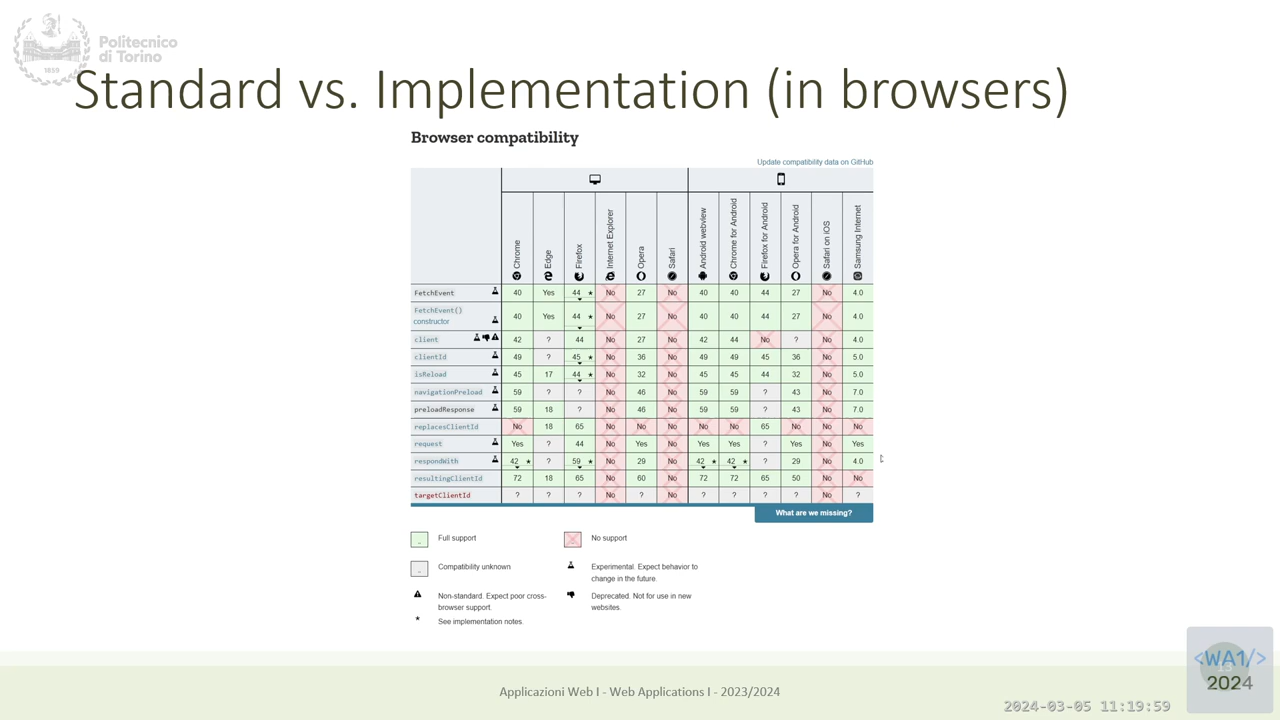 Politecnico
di Torino
1859
Standard vs. Implementation (in browsers)
Browser compatibility
Update compatibility data on GitHub
Chrome Edge Firefox Internet Explorer Opera Safari Android webview Chrome for Android Firefox for Android Opera for Android Safari on iOS Samsung Internet
FetchEvent 40 Yes 44 * No 27 No 40 40 44 27 No 4.0
FetchEvent()
constructor 40 Yes 44 * No 27 No 40 40 44 27 No 4.0
client 42 ? 44 No 27 No 42 44 No ? No 4.0
clientId 49 ? 45 * No 36 No 49 49 45 36 No 5.0
isReload 45 17 44 * No 32 No 45 45 44 32 No 5.0
navigationPreload 59 ? ? No 46 No 59 59 ? 43 No 7.0
preloadResponse 59 18 ? No 46 No 59 59 ? 43 No 7.0
replacesClientId No 18 65 No No No No No 65 No No No
request Yes ? 44 No Yes No Yes Yes ? Yes No Yes
respondWith 42 * ? 59 * No 29 No 42 * 42 * ? 29 No 4.0
resultingClientId 72 18 65 No 60 No 72 72 65 50 No No
targetClientId ? ? ? No ? No ? ? ? ? No ?
What are we missing?
Full support
No support
Compatibility unknown
Experimental. Expect behavior to
change in the future.
Non-standard. Expect poor cross-
browser support.
Deprecated. Not for use in new
websites.
* See implementation notes.
Applicazioni Web I - Web Applications I - 2023/2024
<WA1/>
2024
2024-03-05 11:19:59